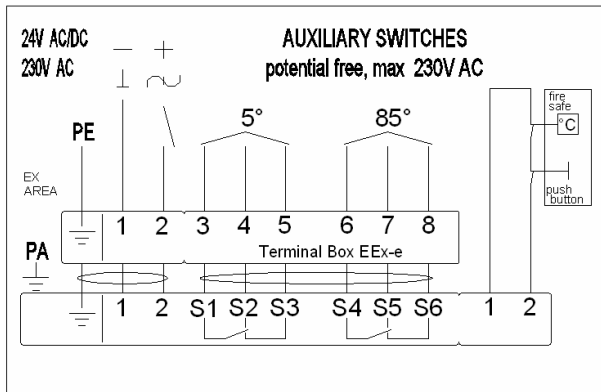 24V AC/DC
230V AC
− +
AUXILIARY SWITCHES
potential free, max 230V AC
fire
safe
°C
5° 85°
PE
push
button
EX
AREA
1 2 3 4 5 6 7 8
Terminal Box EEx-e
PA
1 2 S1 S2 S3 S4 S5 S6 1 2